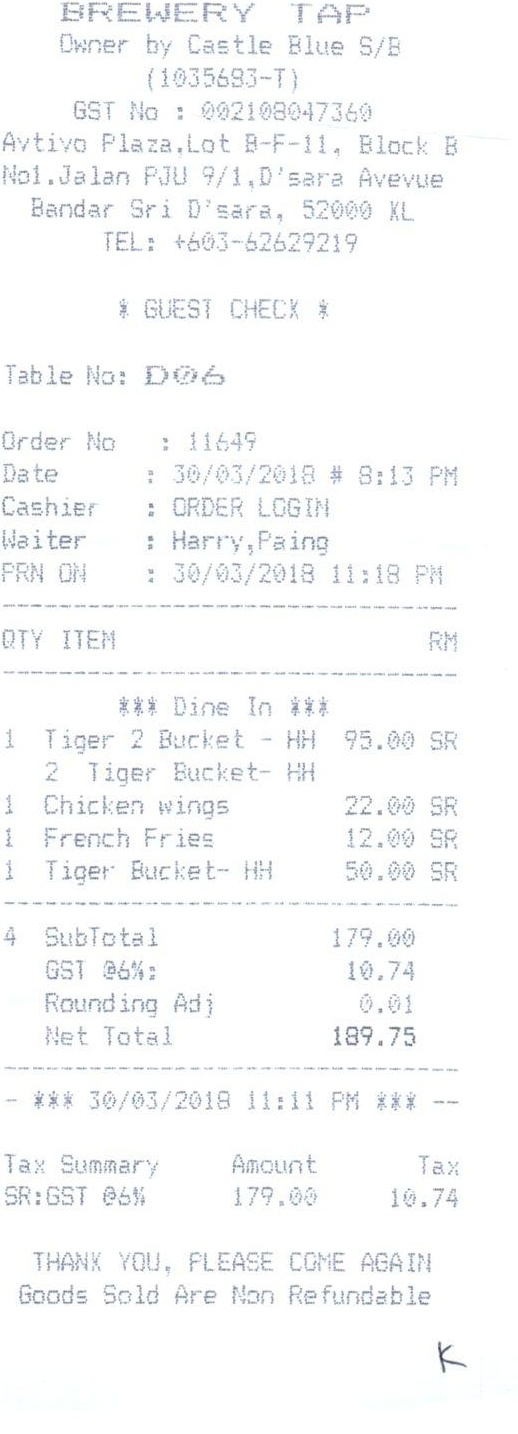 BREWERY TAP
Owner by Castle Blue S/B
(1035683-T)
GST No : 002108047360
Avtivo Plaza,Lot B-F-11, Block B
No1.Jalan PJU 9/1,D'sara Avevue
Bandar Sri D'sara, 52000 KL
TEL: +603-62629219
* GUEST CHECK *
Table No: D06
Order No : 11649
Date : 30/03/2018 # 8:13 PM
Cashier : ORDER LOGIN
Waiter : Harry,Paing
PRN ON : 30/03/2018 11:18 PM
--------------------------------
QTY ITEM RM
--------------------------------
*** Dine In ***
1 Tiger 2 Bucket - HH 95.00 SR
2 Tiger Bucket- HH
1 Chicken wings 22.00 SR
1 French Fries 12.00 SR
1 Tiger Bucket- HH 50.00 SR
--------------------------------
4 SubTotal 179.00
GST @6%: 10.74
Rounding Adj 0.01
Net Total 189.75
--------------------------------
- *** 30/03/2018 11:11 PM *** --
Tax Summary Amount Tax
SR:GST @6% 179.00 10.74
THANK YOU, PLEASE COME AGAIN
Goods Sold Are Non Refundable
K